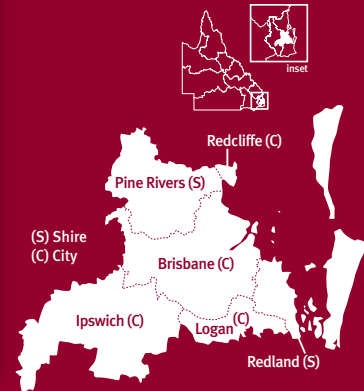 inset
Redcliffe (C)
Pine Rivers (S)
(S) Shire
(C) City
Brisbane (C)
Ipswich (C)
Logan (C)
Redland (S)